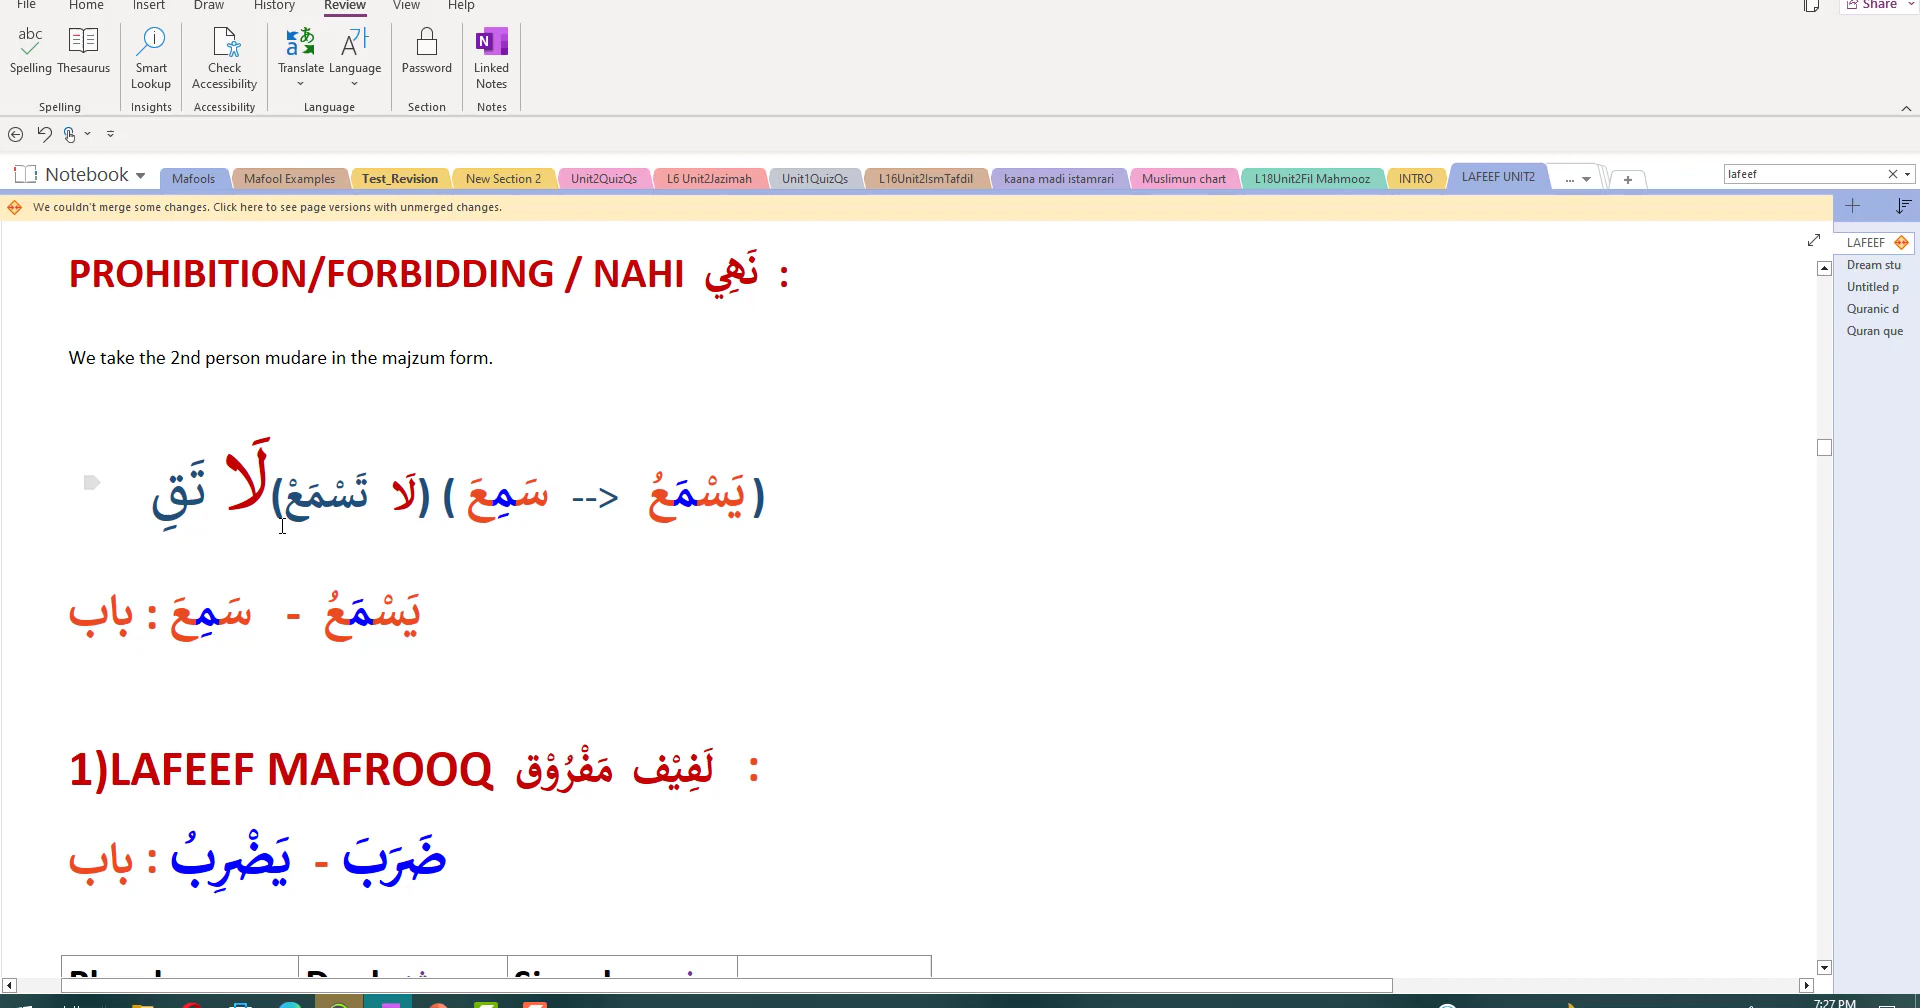 File Home Insert Draw History Review View Help Share
abc
Spelling Thesaurus Smart Lookup Check Accessibility Translate Language Password Linked Notes
Spelling Insights Accessibility Language Section Notes
Notebook Mafools Mafool Examples Test_Revision New Section 2 Unit2QuizQs L6 Unit2Jazimah Unit1QuizQs L16Unit2IsmTafdil kaana madi istamrari Muslimun chart L18Unit2Fil Mahmooz INTRO LAFEEF UNIT2 ... lafeef
We couldn't merge some changes. Click here to see page versions with unmerged changes.
LAFEEF
Dream stu
Untitled p
Quranic d
Quran que
PROHIBITION/FORBIDDING / NAHI نَهِي :
We take the 2nd person mudare in the majzum form.
لَا تَقِ (لَا تَسْمَعْ) ( سَمِعَ --> يَسْمَعُ )
باب : سَمِعَ - يَسْمَعُ
1)LAFEEF MAFROOQ لَفِيْف مَفْرُوْق :
باب : ضَرَبَ - يَضْرِبُ
7:27 PM